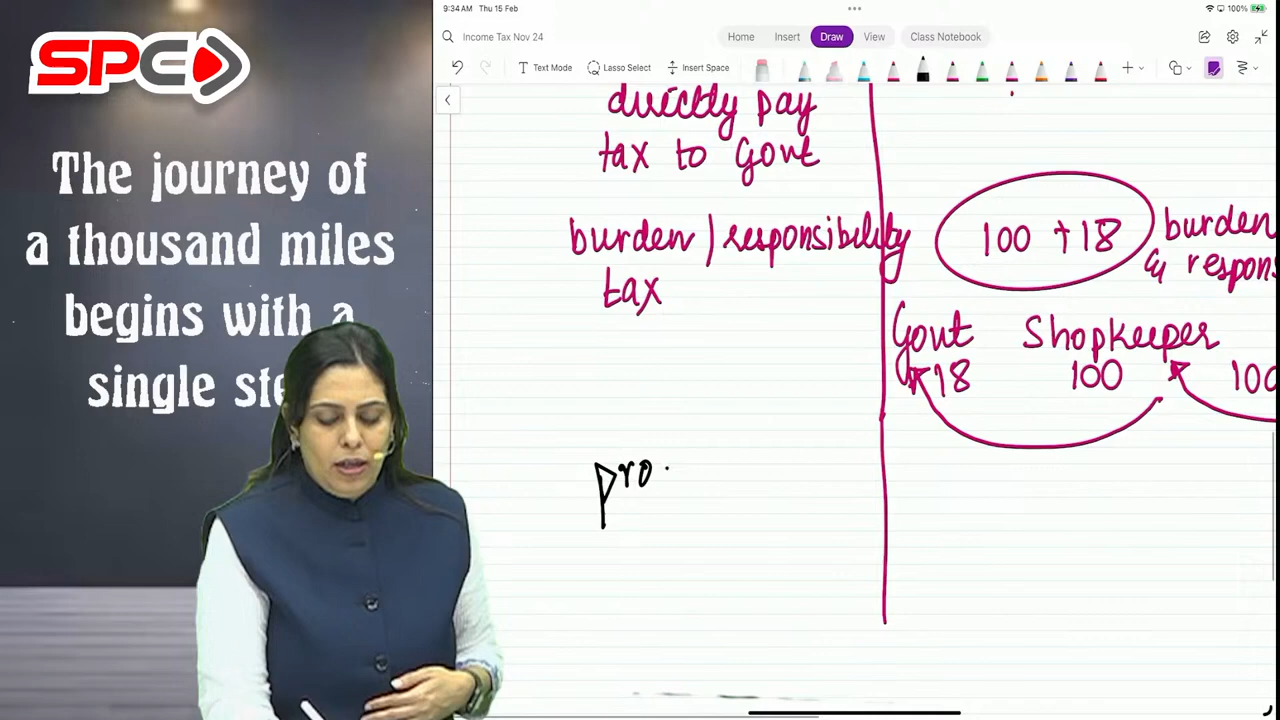 SPC
The journey of
a thousand miles
begins with a
single ste
9:34 AM Thu 15 Feb
100%
Income Tax Nov 24
Home Insert Draw View Class Notebook
Text Mode Lasso Select Insert Space
directly pay
tax to Govt
burden / responsibility
tax
100 + 18 burden
& respons
Govt Shopkeeper
18 100 100
pro